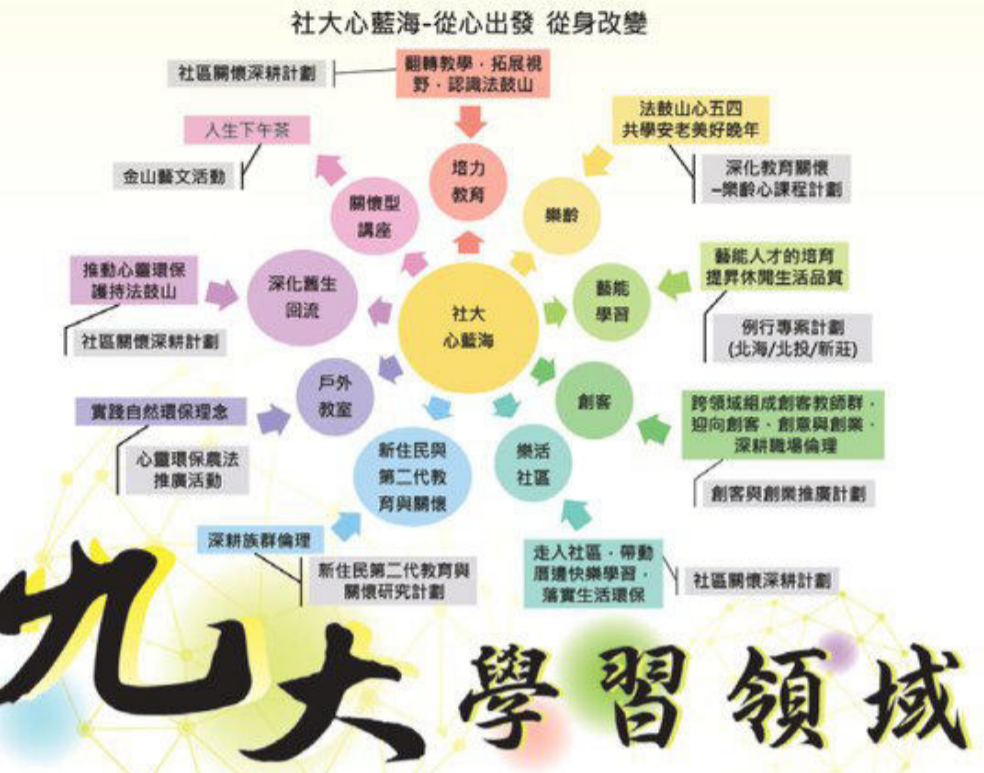 社大心藍海-從心出發 從身改變
社區關懷深耕計劃
翻轉教學．拓展視
野．認識法鼓山
人生下午茶
金山藝文活動
法鼓山心五四
共學安老美好晚年
深化教育關懷
–樂齡心課程計劃
培力
教育
關懷型
講座
樂齡
推動心靈環保
護持法鼓山
社區關懷深耕計劃
深化舊生
回流
社大
心藍海
藝能
學習
藝能人才的培育
提昇休閒生活品質
例行專案計劃
(北海/北投/新莊)
戶外
教室
實踐自然環保理念
心靈環保農法
推廣活動
創客
跨領域組成創客教師群．
迎向創客、創意與創業．
深耕職場倫理
創客與創業推廣計劃
新住民與
第二代教
育與關懷
樂活
社區
深耕族群倫理
新住民第二代教育與
關懷研究計劃
走入社區．帶動
厝邊快樂學習．
落實生活環保
社區關懷深耕計劃
九大學習領域